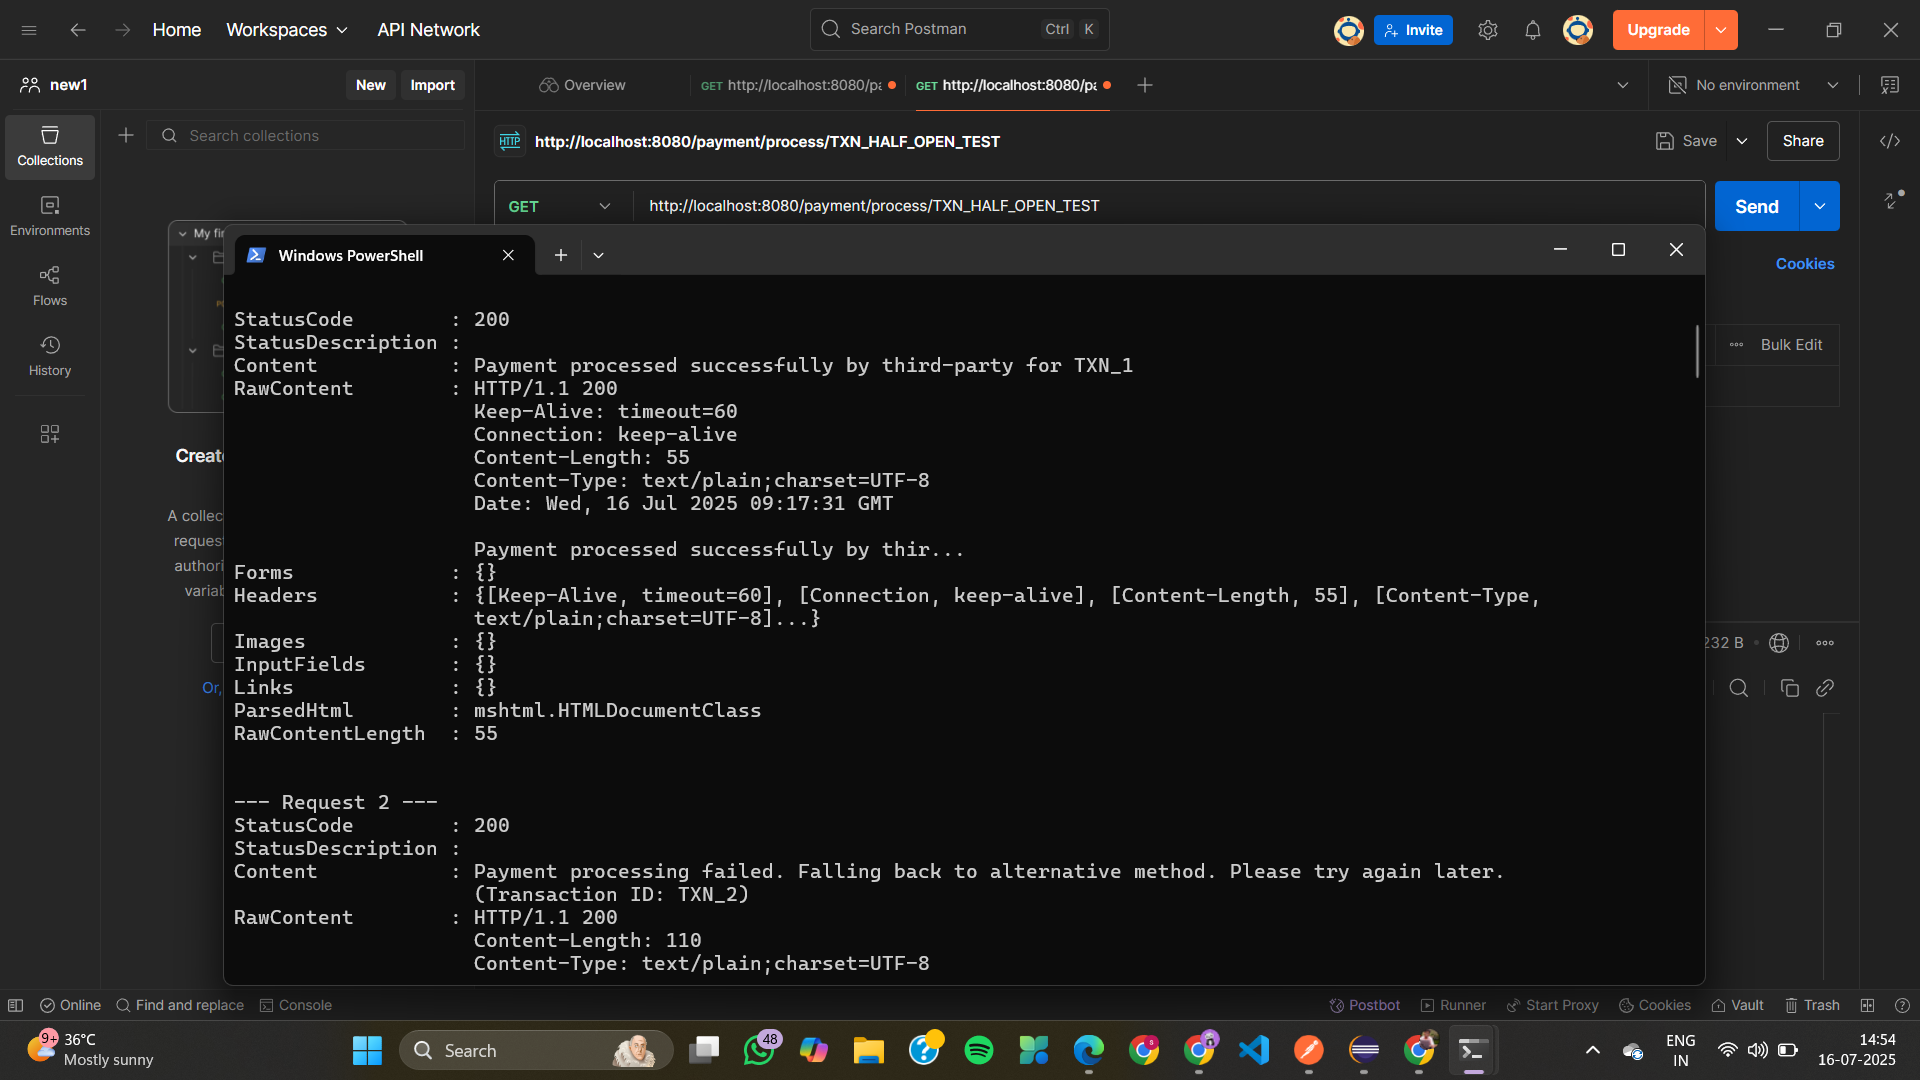 Home
Workspaces
API Network
Search Postman
Ctrl
K
Invite
Upgrade
new1
New
Import
Overview
GET http://localhost:8080/pa
GET http://localhost:8080/pa
No environment
Collections
Environments
Flows
History
Search collections
HTTP
http://localhost:8080/payment/process/TXN_HALF_OPEN_TEST
Save
Share
GET
http://localhost:8080/payment/process/TXN_HALF_OPEN_TEST
Send
Cookies
Bulk Edit
232 B
My fir
Create
A collec
reques
authori
variab
Or,
Windows PowerShell
StatusCode : 200
StatusDescription :
Content : Payment processed successfully by third-party for TXN_1
RawContent : HTTP/1.1 200
Keep-Alive: timeout=60
Connection: keep-alive
Content-Length: 55
Content-Type: text/plain;charset=UTF-8
Date: Wed, 16 Jul 2025 09:17:31 GMT
Payment processed successfully by thir...
Forms : {}
Headers : {[Keep-Alive, timeout=60], [Connection, keep-alive], [Content-Length, 55], [Content-Type,
text/plain;charset=UTF-8]...}
Images : {}
InputFields : {}
Links : {}
ParsedHtml : mshtml.HTMLDocumentClass
RawContentLength : 55
--- Request 2 ---
StatusCode : 200
StatusDescription :
Content : Payment processing failed. Falling back to alternative method. Please try again later.
(Transaction ID: TXN_2)
RawContent : HTTP/1.1 200
Content-Length: 110
Content-Type: text/plain;charset=UTF-8
Online
Find and replace
Console
Postbot
Runner
Start Proxy
Cookies
Vault
Trash
9+
36°C
Mostly sunny
Search
48
ENG
IN
14:54
16-07-2025